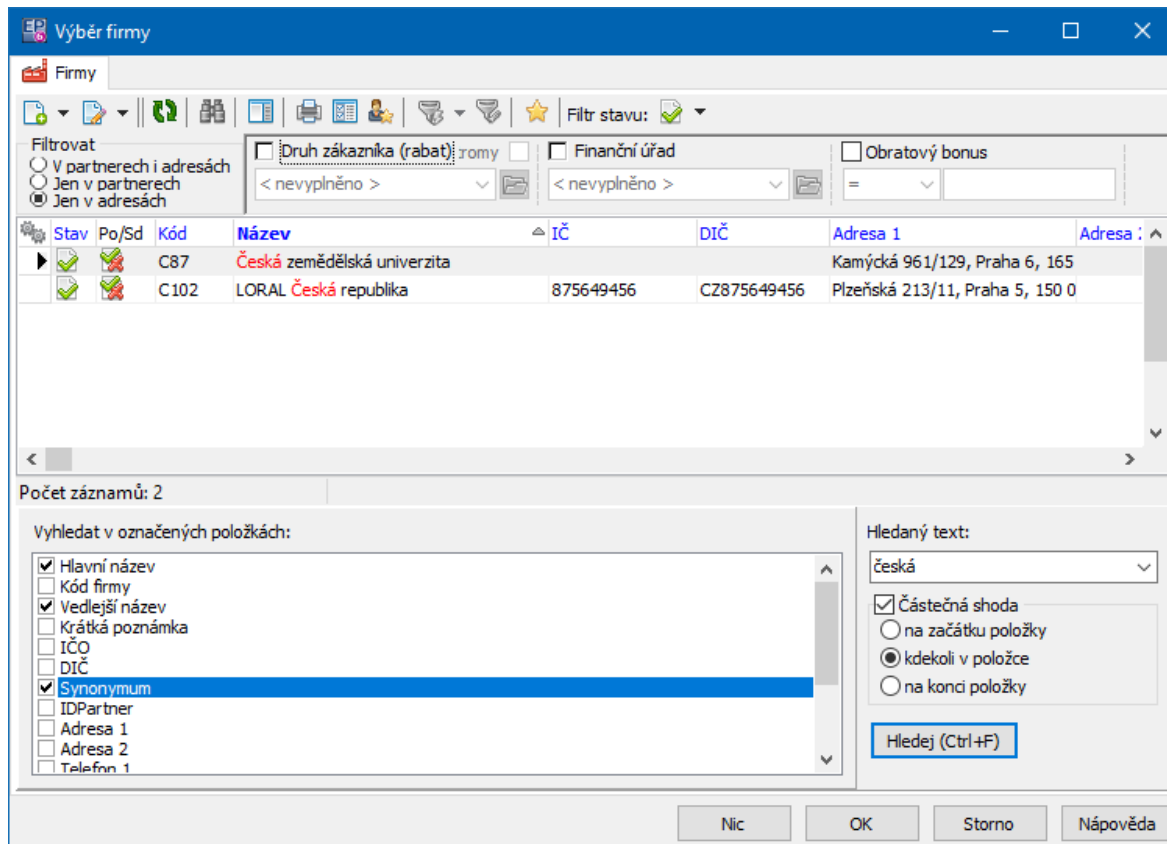 Výběr firmy
Firmy
Filtr stavu:
Filtrovat
V partnerech i adresách
Jen v partnerech
Jen v adresách
Druh zákazníka (rabat) romy Finanční úřad Obratový bonus
< nevyplněno > < nevyplněno > =
Stav Po/Sd Kód Název IČ DIČ Adresa 1 Adresa
C87 Česká zemědělská univerzita Kamýcká 961/129, Praha 6, 165
C102 LORAL Česká republika 875649456 CZ875649456 Plzeňská 213/11, Praha 5, 150 0
Počet záznamů: 2
Vyhledat v označených položkách:
Hlavní název
Kód firmy
Vedlejší název
Krátká poznámka
IČO
DIČ
Synonymum
IDPartner
Adresa 1
Adresa 2
Telefon 1
Hledaný text:
česká
Částečná shoda
na začátku položky
kdekoli v položce
na konci položky
Hledej (Ctrl+F)
Nic OK Storno Nápověda